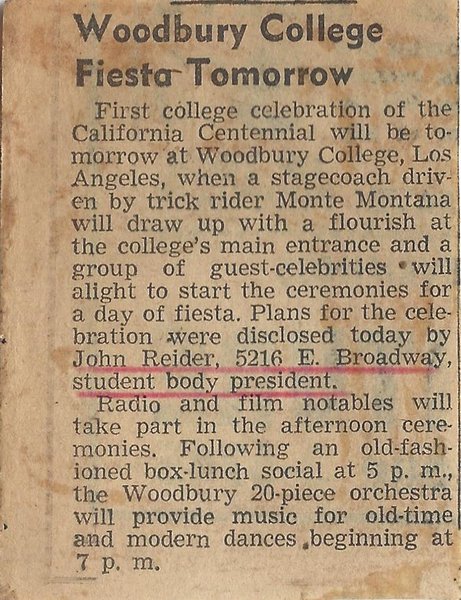 Woodbury College
Fiesta Tomorrow
First college celebration of the
California Centennial will be to-
morrow at Woodbury College, Los
Angeles, when a stagecoach driv-
en by trick rider Monte Montana
will draw up with a flourish at
the college's main entrance and a
group of guest-celebrities will
alight to start the ceremonies for
a day of fiesta. Plans for the cele-
bration were disclosed today by
John Reider, 5216 E. Broadway,
student body president.
Radio and film notables will
take part in the afternoon cere-
monies. Following an old-fash-
ioned box-lunch social at 5 p. m.,
the Woodbury 20-piece orchestra
will provide music for old-time
and modern dances beginning at
7 p. m.